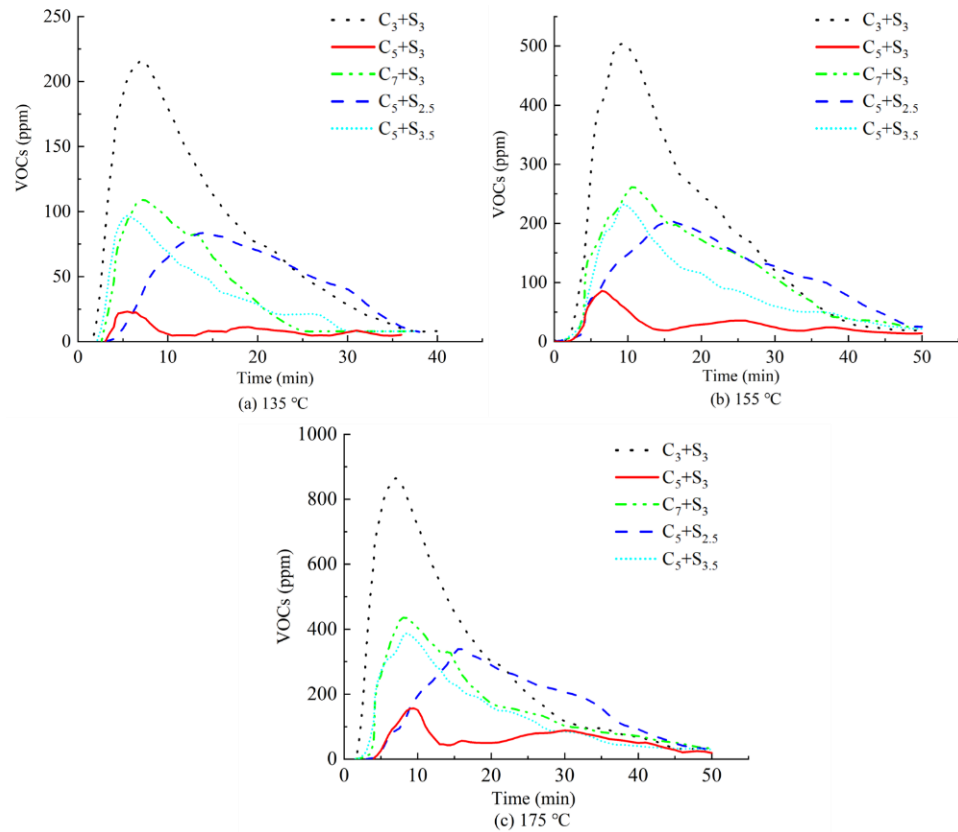 C₃+S₃
C₅+S₃
C₇+S₃
C₅+S₂.₅
C₅+S₃.₅
VOCs (ppm)
250
200
150
100
50
0
0 10 20 30 40
Time (min)
(a) 135 ℃
C₃+S₃
C₅+S₃
C₇+S₃
C₅+S₂.₅
C₅+S₃.₅
VOCs (ppm)
500
400
300
200
100
0
0 10 20 30 40 50
Time (min)
(b) 155 ℃
C₃+S₃
C₅+S₃
C₇+S₃
C₅+S₂.₅
C₅+S₃.₅
VOCs (ppm)
1000
800
600
400
200
0
0 10 20 30 40 50
Time (min)
(c) 175 ℃